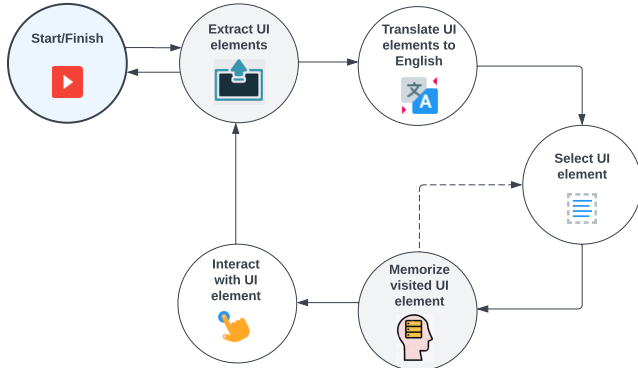 Start/Finish
Extract UI
elements
Translate UI
elements to
English
文
A
Select UI
element
Interact
with UI
element
Memorize
visited UI
element